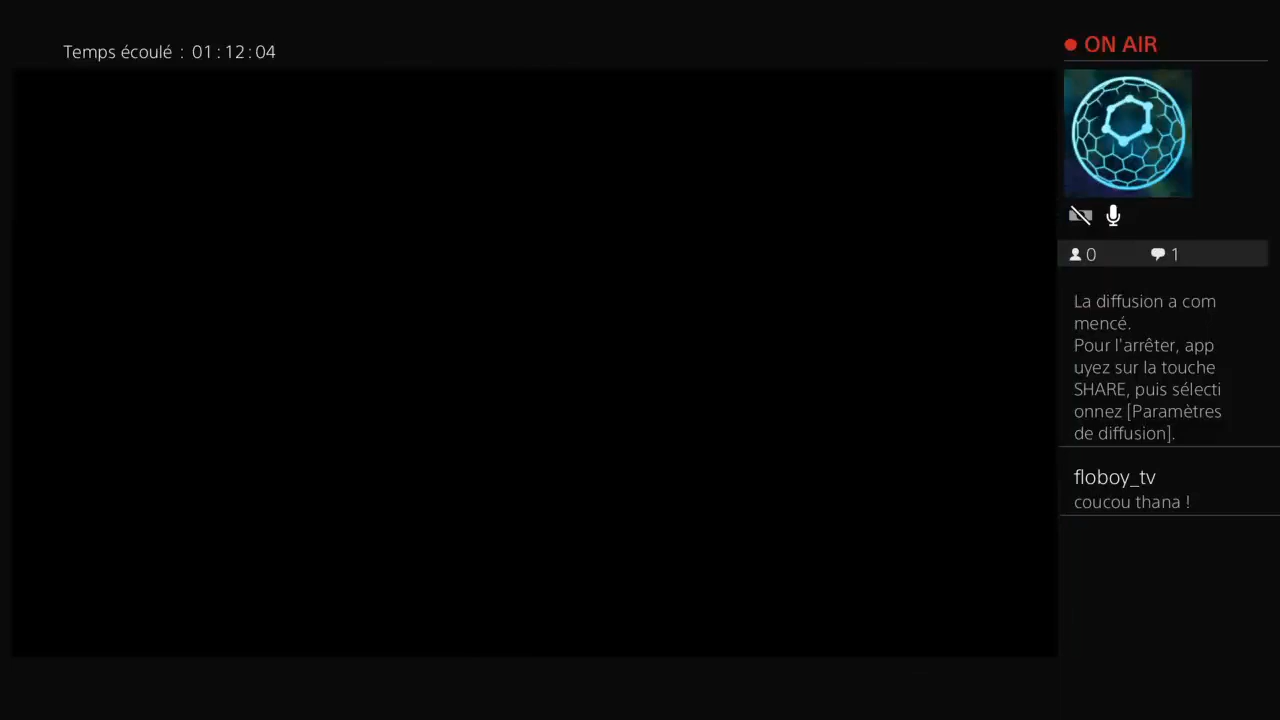 Temps écoulé : 01:12:04
ON AIR
0 1
La diffusion a com
mencé.
Pour l'arrêter, app
uyez sur la touche
SHARE, puis sélecti
onnez [Paramètres
de diffusion].
floboy_tv
coucou thana !